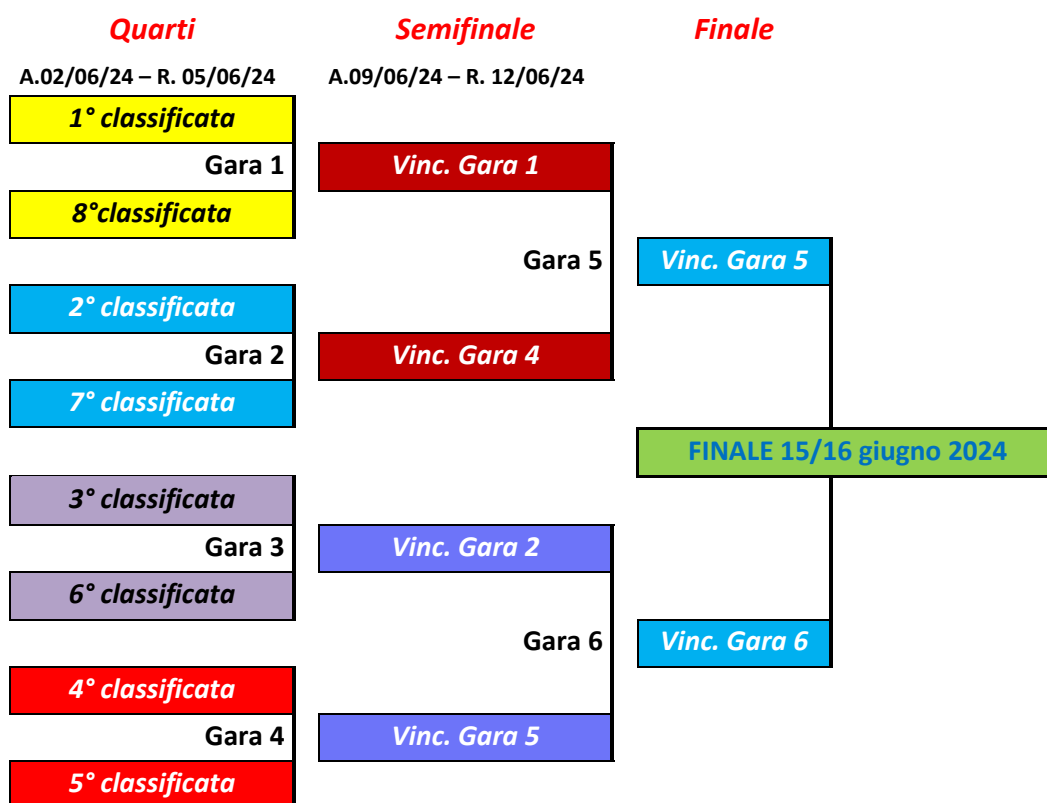 Quarti Semifinale Finale
A.02/06/24 – R. 05/06/24 A.09/06/24 – R. 12/06/24
1° classificata
Gara 1 Vinc. Gara 1
8°classificata
Gara 5 Vinc. Gara 5
2° classificata
Gara 2 Vinc. Gara 4
7° classificata
FINALE 15/16 giugno 2024
3° classificata
Gara 3 Vinc. Gara 2
6° classificata
Gara 6 Vinc. Gara 6
4° classificata
Gara 4 Vinc. Gara 5
5° classificata